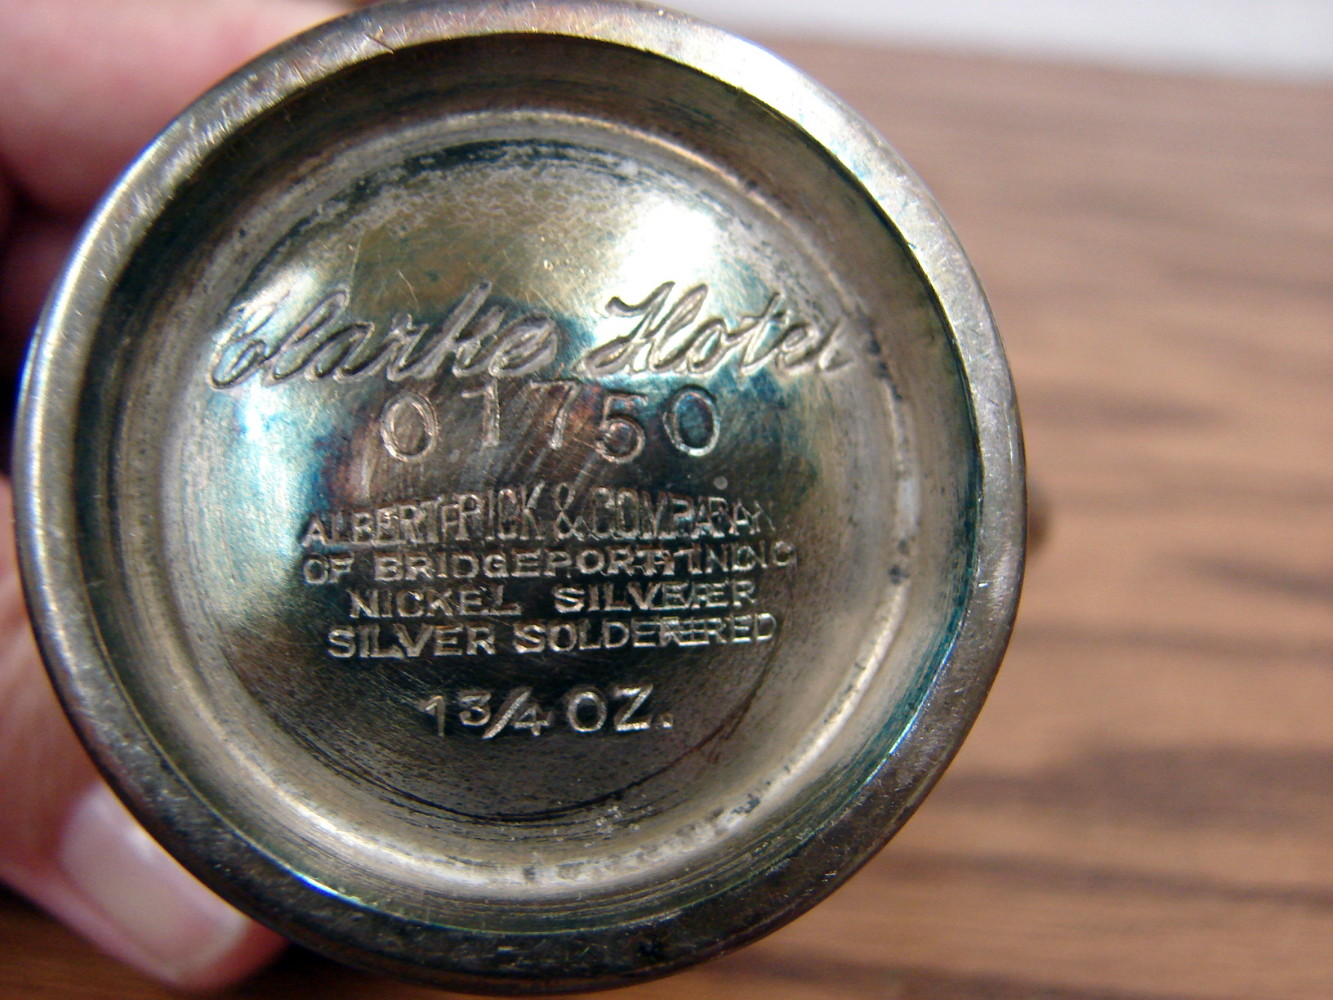 Clarke Hotel
01750
ALBERT PICK & COMPANY
OF BRIDGEPORT INC
NICKEL SILVER
SILVER SOLDERED
1 3/4 OZ.